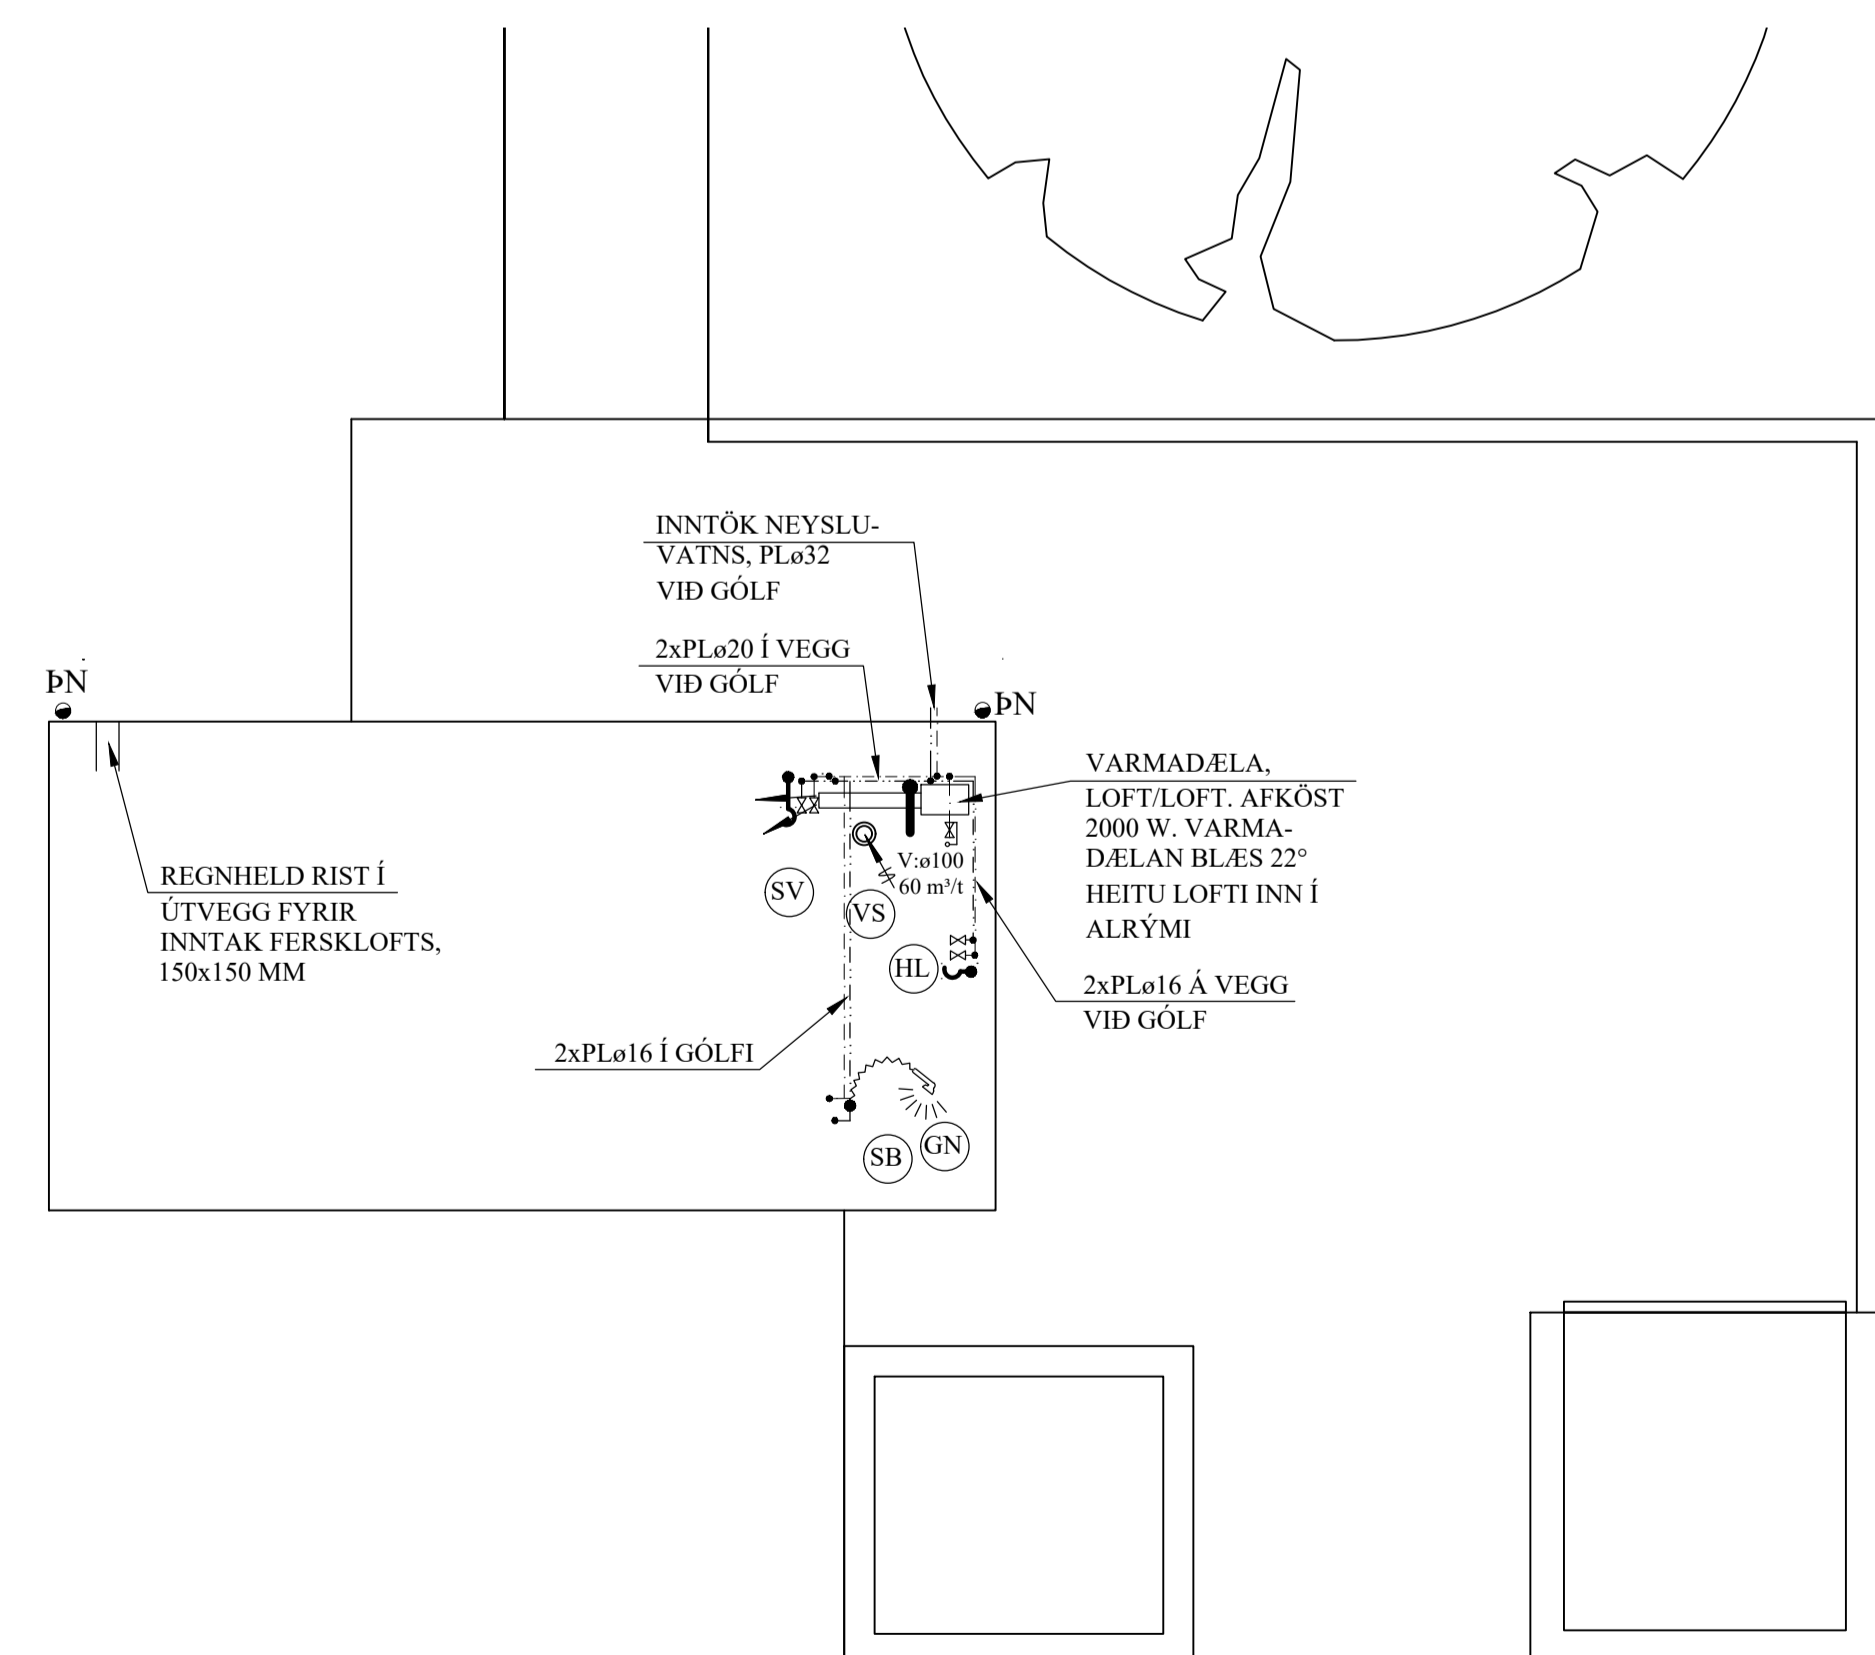 INNTÖK NEYSLU-
VATNS, PLø32
VIÐ GÓLF
2xPLø20 Í VEGG
VIÐ GÓLF
ÞN
ÞN
VARMADÆLA,
LOFT/LOFT. AFKÖST
2000 W. VARMA-
DÆLAN BLÆS 22°
HEITU LOFTI INN Í
ALRÝMI
REGNHELD RIST Í
ÚTVEGG FYRIR
INNTAK FERSKLOFTS,
150x150 MM
V:ø100
60 m³/t
SV
VS
HL
2xPLø16 Á VEGG
VIÐ GÓLF
2xPLø16 Í GÓLFI
SB
GN